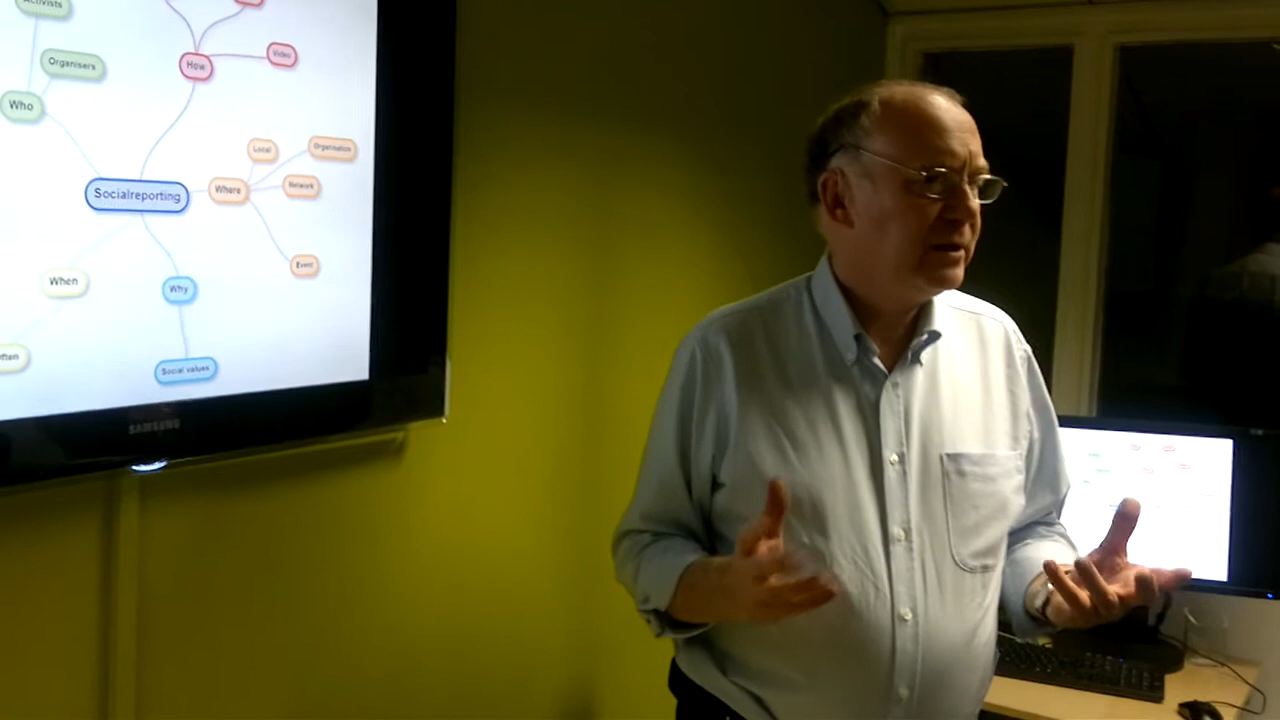 Activists
Organisers
Who
How
Video
Socialreporting
Where
Local
Organisation
Network
Event
When
Why
Social values
SAMSUNG